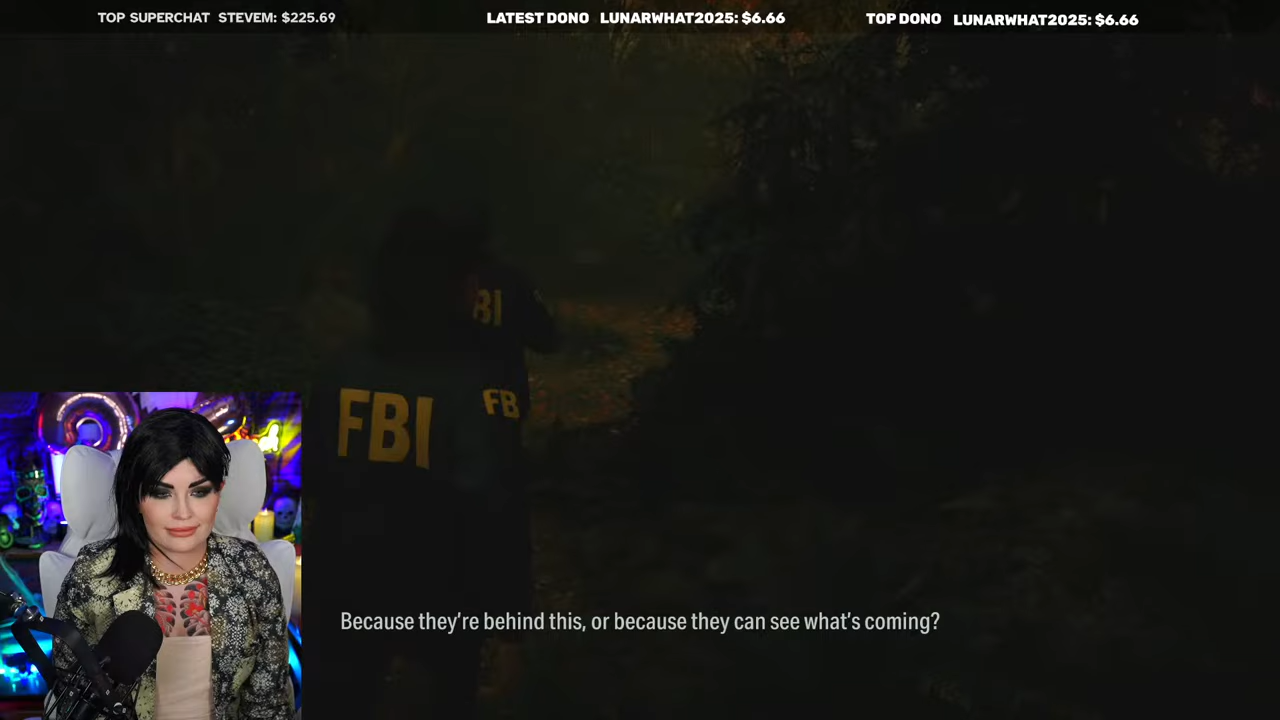 TOP SUPERCHAT STEVEM: $225.69
LATEST DONO LUNARWHAT2025: $6.66
TOP DONO LUNARWHAT2025: $6.66
BI
FBI
FB
Because they're behind this, or because they can see what's coming?